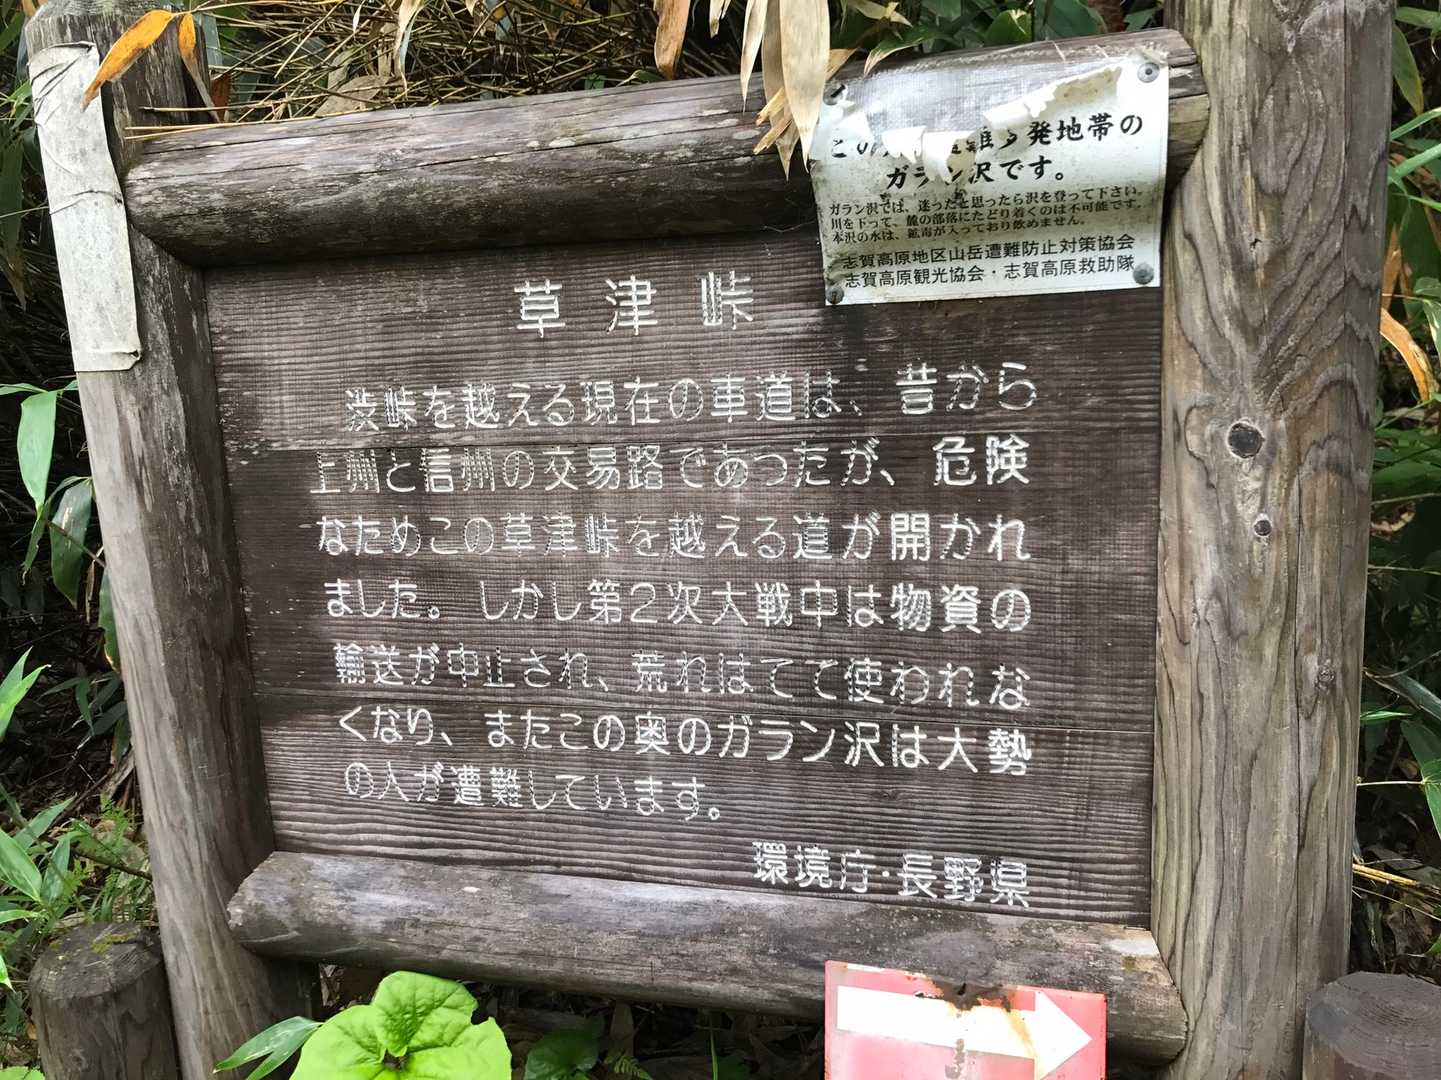 草津峠
渋峠を越える現在の車道は、昔から
上州と信州の交易路であったが、危険
なためこの草津峠を越える道が開かれ
ました。しかし第2次大戦中は物資の
輸送が中止され、荒れはてて使われな
くなり、またこの奥のガラン沢は大勢
の人が遭難しています。
環境庁・長野県
この 難多発地帯の
ガラン沢です。
ガラン沢では、迷ったと思ったら沢を登って下さい。
川を下って、麓の部落にたどり着くのは不可能です。
本沢の水は、鉱毒が入っており飲めません。
志賀高原地区山岳遭難防止対策協会
志賀高原観光協会・志賀高原救助隊